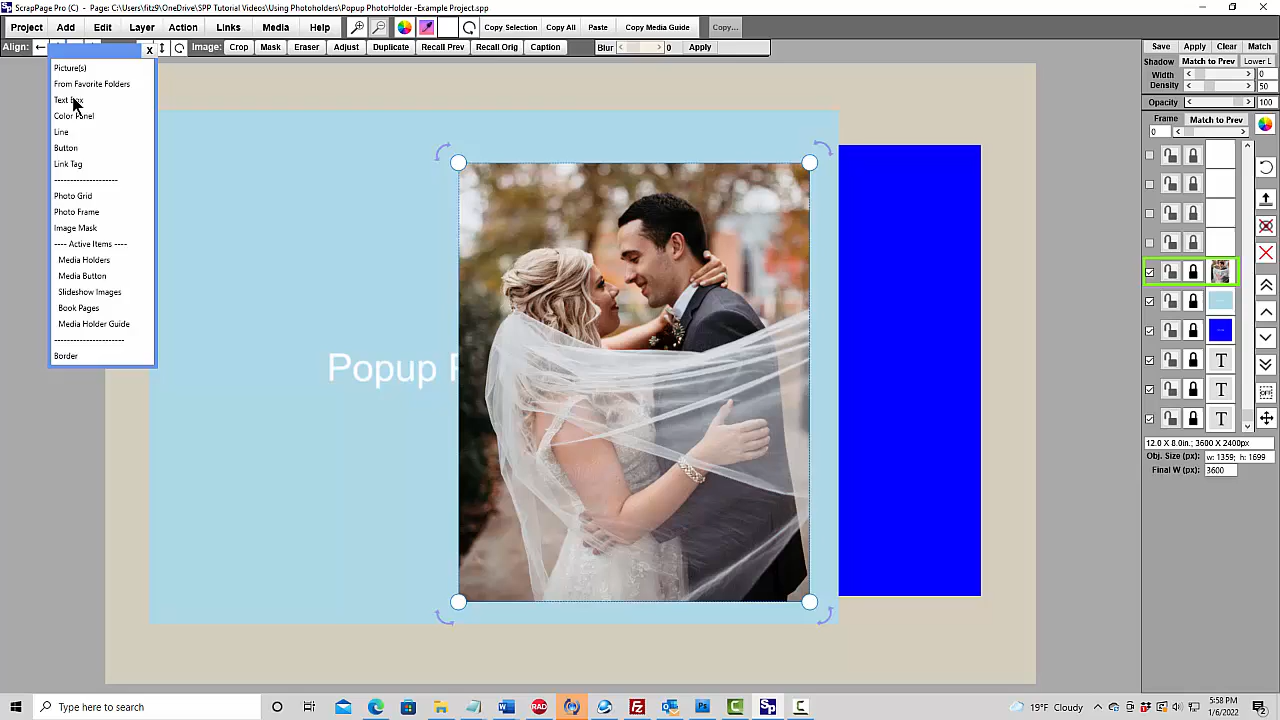 ScrapPage Pro (C) - Page: C:/Users/fitz9/OneDrive/SPP Tutorial Videos/Using Photoholders/Popup PhotoHolder -Example Project.spp
Project Add Edit Layer Action Links Media Help Copy Selection Copy All Paste Copy Media Guide Copy...
Align: Image: Crop Mask Eraser Adjust Duplicate Recall Prev Recall Orig Caption Blur 0 Apply
X
Picture(s)
From Favorite Folders
Text Box
Color Panel
Line
Button
Link Tag
--------------------
Photo Grid
Photo Frame
Image Mask
---- Active Items ----
Media Holders
Media Button
Slideshow Images
Book Pages
Media Holder Guide
----------------------
Border
Popup
Save Apply Clear Match
Shadow Match to Prev Lower L
Width 0
Density 50
Opacity 100
Frame Match to Prev
0
T
T
T
OFF
12.0 X 8.0in.; 3600 X 2400px
Obj. Size (px): w: 1359; h: 1699
Final W (px): 3600
Type here to search
RAD
Sp
19°F Cloudy
5:58 PM
1/6/2022
2